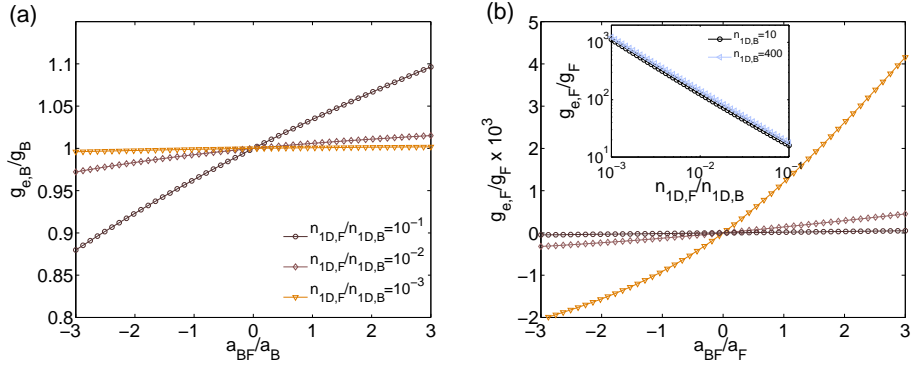 (a)
g_{e,B}/g_B
1.1
1.05
1
0.95
0.9
0.85
0.8
−3 −2 −1 0 1 2 3
a_{BF}/a_B
n_{1D,F}/n_{1D,B}=10^{-1}
n_{1D,F}/n_{1D,B}=10^{-2}
n_{1D,F}/n_{1D,B}=10^{-3}
(b)
g_{e,F}/g_F x 10^3
5
4
3
2
1
0
−1
−2
−3 −2 −1 0 1 2 3
a_{BF}/a_F
g_{e,F}/g_F
10^3
10^2
10^1
10^{-3} 10^{-2} 10^{-1}
n_{1D,F}/n_{1D,B}
n_{1D,B}=10
n_{1D,B}=400